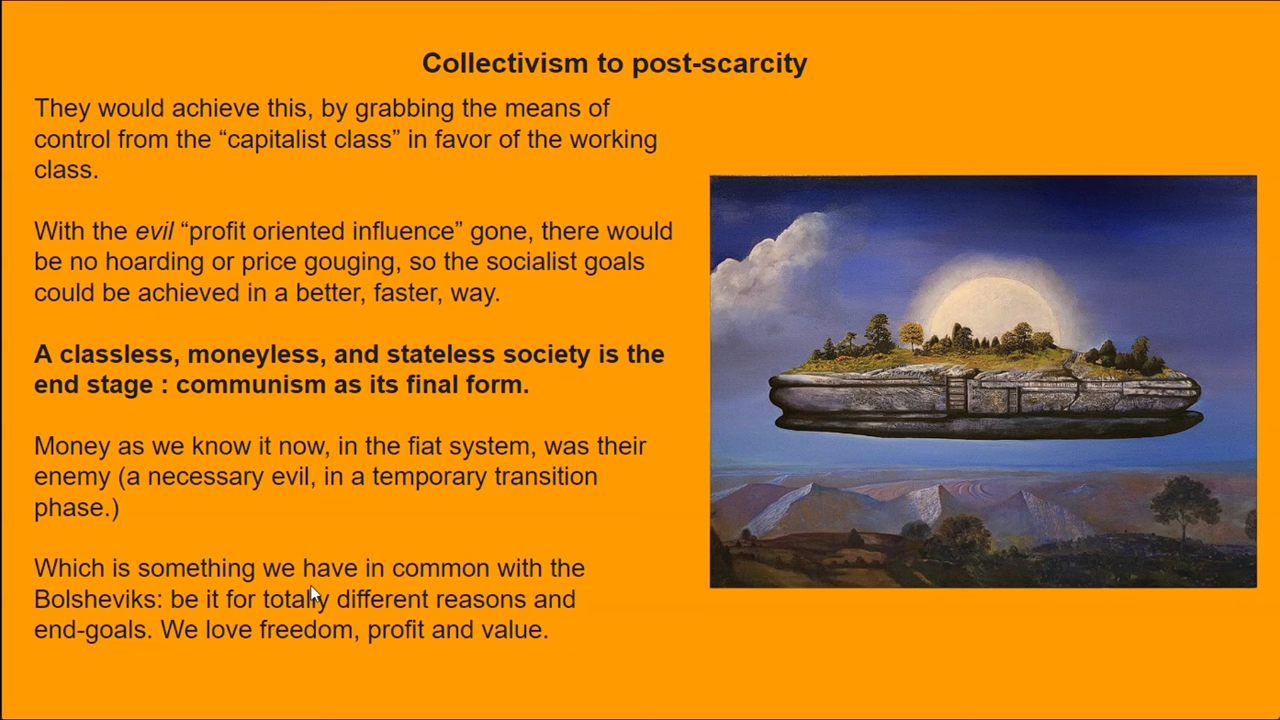 Collectivism to post-scarcity
They would achieve this, by grabbing the means of
control from the “capitalist class” in favor of the working
class.
With the evil “profit oriented influence” gone, there would
be no hoarding or price gouging, so the socialist goals
could be achieved in a better, faster, way.
A classless, moneyless, and stateless society is the
end stage : communism as its final form.
Money as we know it now, in the fiat system, was their
enemy (a necessary evil, in a temporary transition
phase.)
Which is something we have in common with the
Bolsheviks: be it for totally different reasons and
end-goals. We love freedom, profit and value.